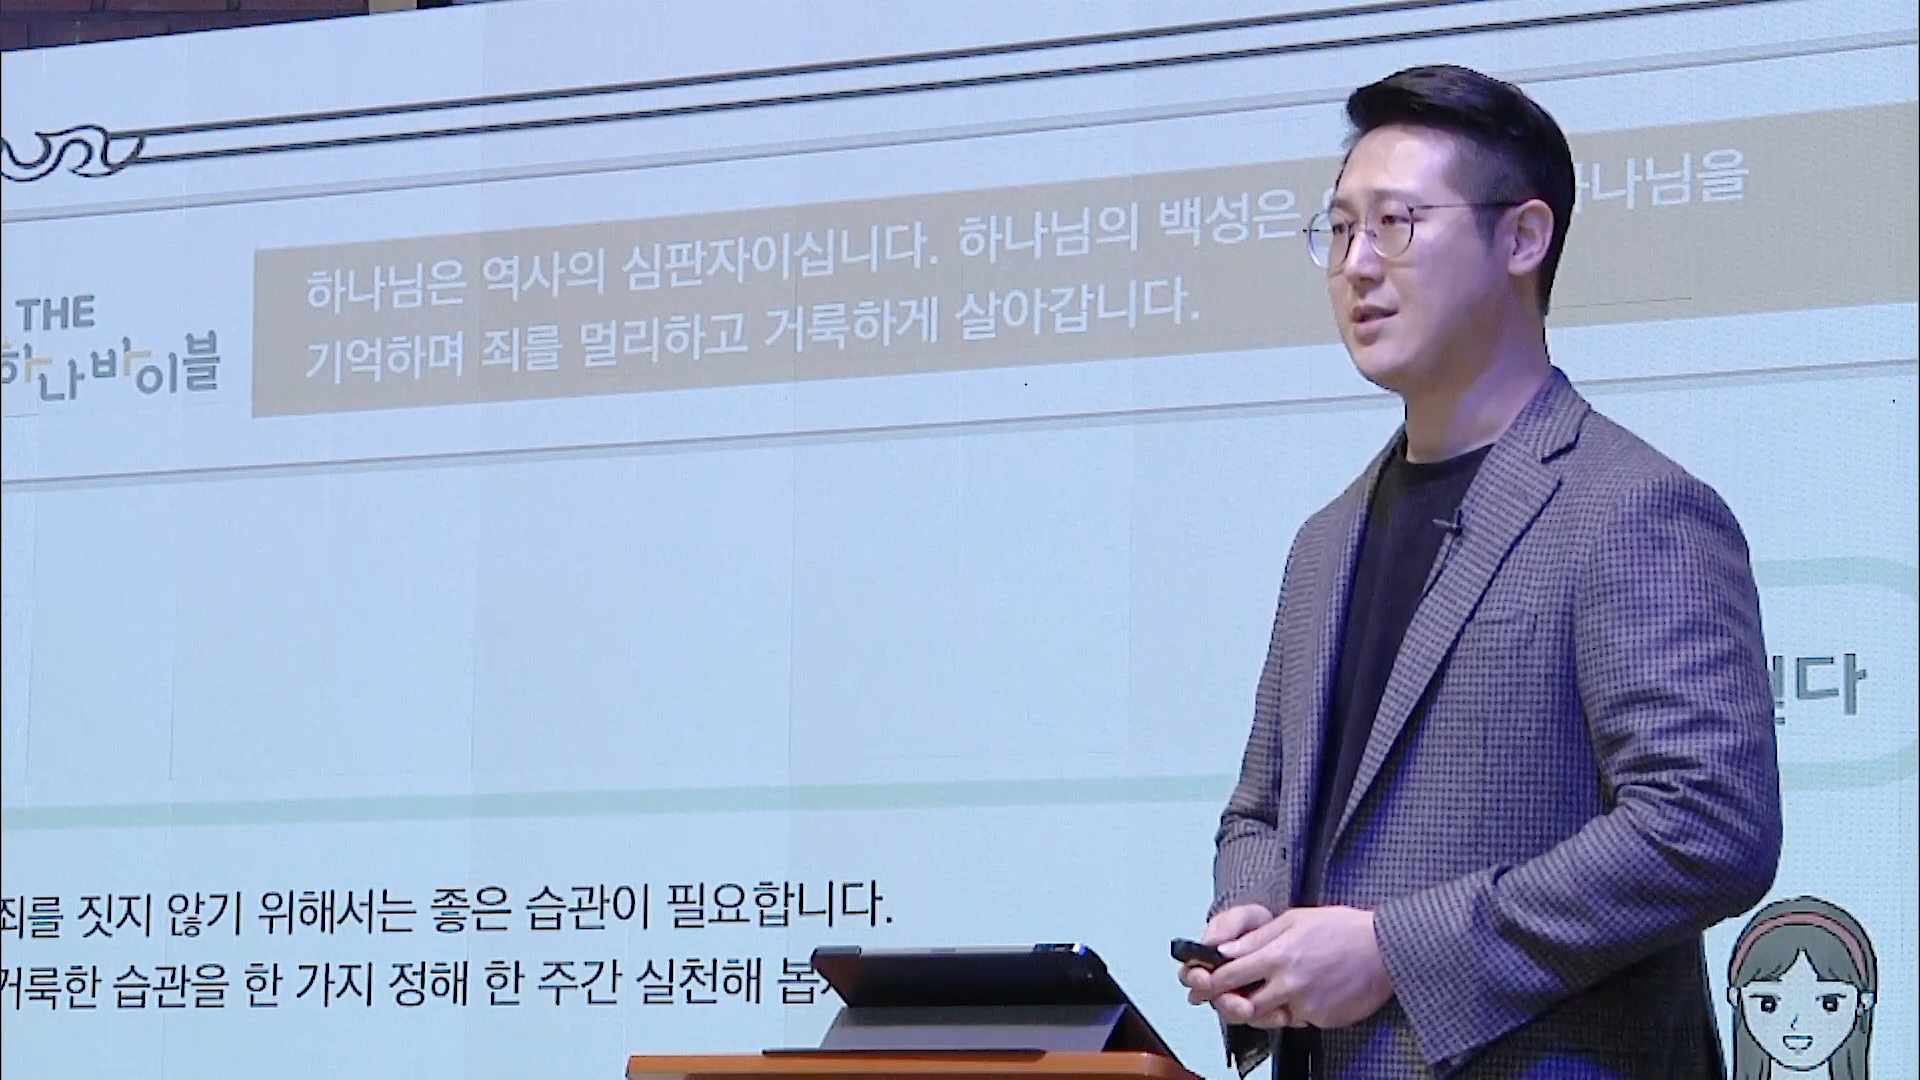 하나님은 역사의 심판자이십니다. 하나님의 백성은 하나님을
기억하며 죄를 멀리하고 거룩하게 살아갑니다.
THE
하나바이블
죄를 짓지 않기 위해서는 좋은 습관이 필요합니다.
거룩한 습관을 한 가지 정해 한 주간 실천해